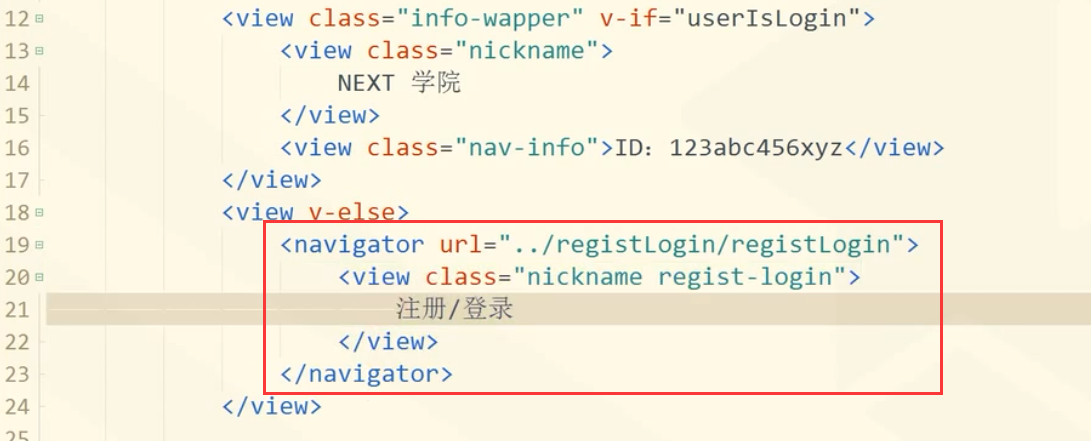 12 <view class="info-wapper" v-if="userIsLogin">
13 <view class="nickname">
14 NEXT 学院
15 </view>
16 <view class="nav-info">ID：123abc456xyz</view>
17 </view>
18 <view v-else>
19 <navigator url="../registLogin/registLogin">
20 <view class="nickname regist-login">
21 注册/登录
22 </view>
23 </navigator>
24 </view>
25